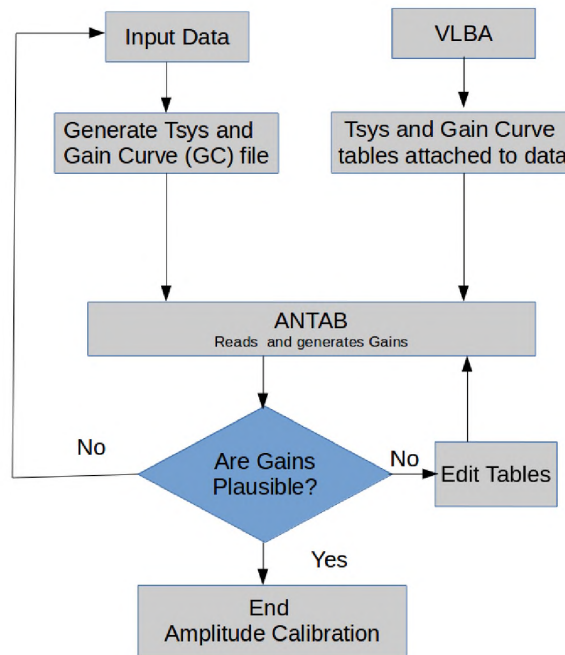 Input Data
VLBA
Generate Tsys and
Gain Curve (GC) file
Tsys and Gain Curve
tables attached to data
ANTAB
Reads and generates Gains
No
Are Gains
Plausible?
No
Edit Tables
Yes
End
Amplitude Calibration